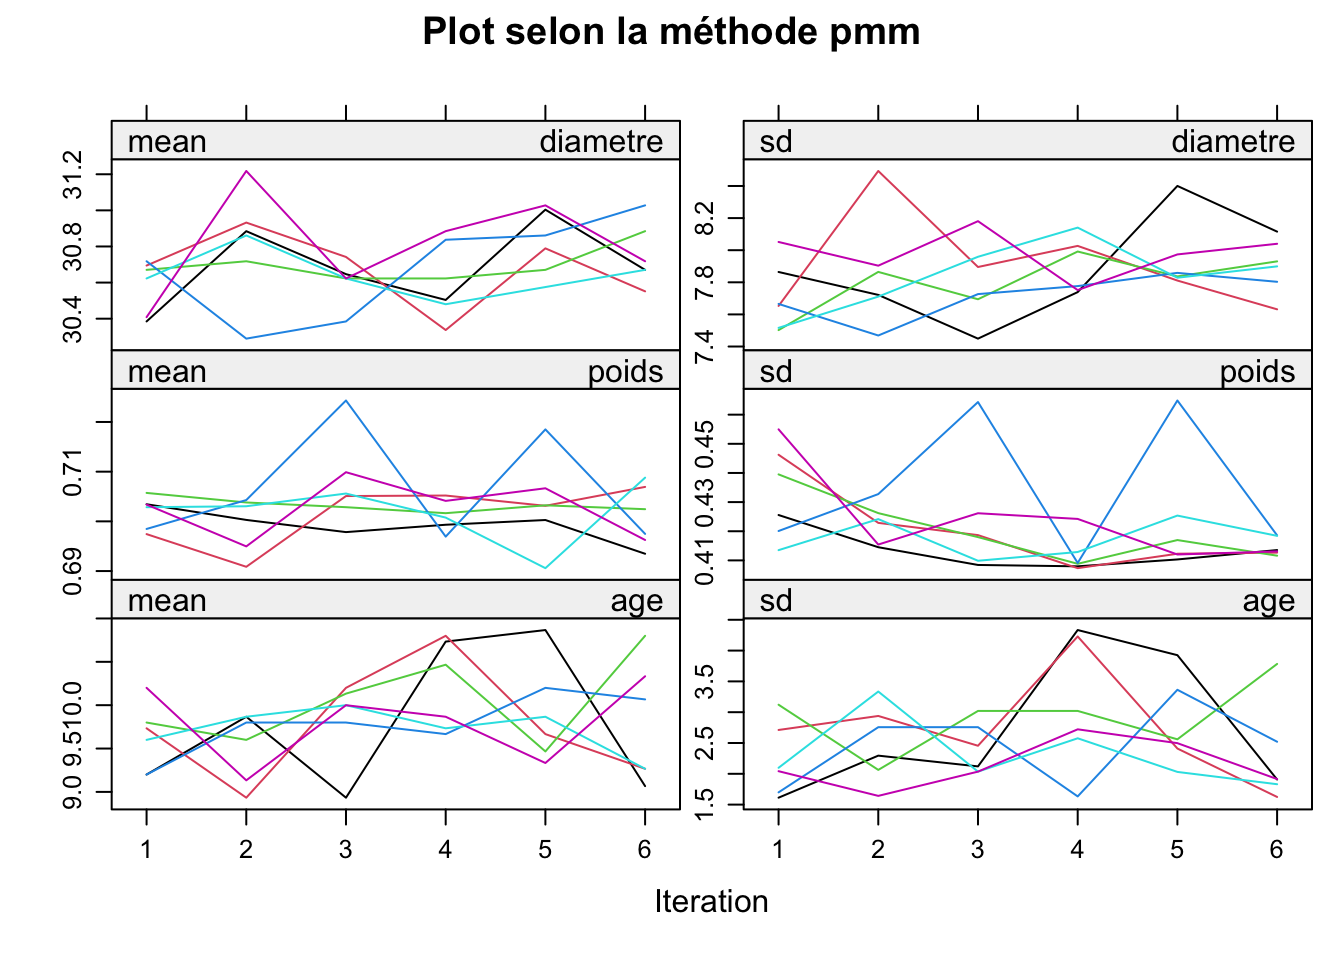 Plot selon la méthode pmm
mean diametre
sd diametre
30.4 30.8 31.2
7.4 7.8 8.2
mean poids
sd poids
0.69 0.71
0.41 0.43 0.45
mean age
sd age
9.0 9.5 10.0
1.5 2.5 3.5
1 2 3 4 5 6
1 2 3 4 5 6
Iteration